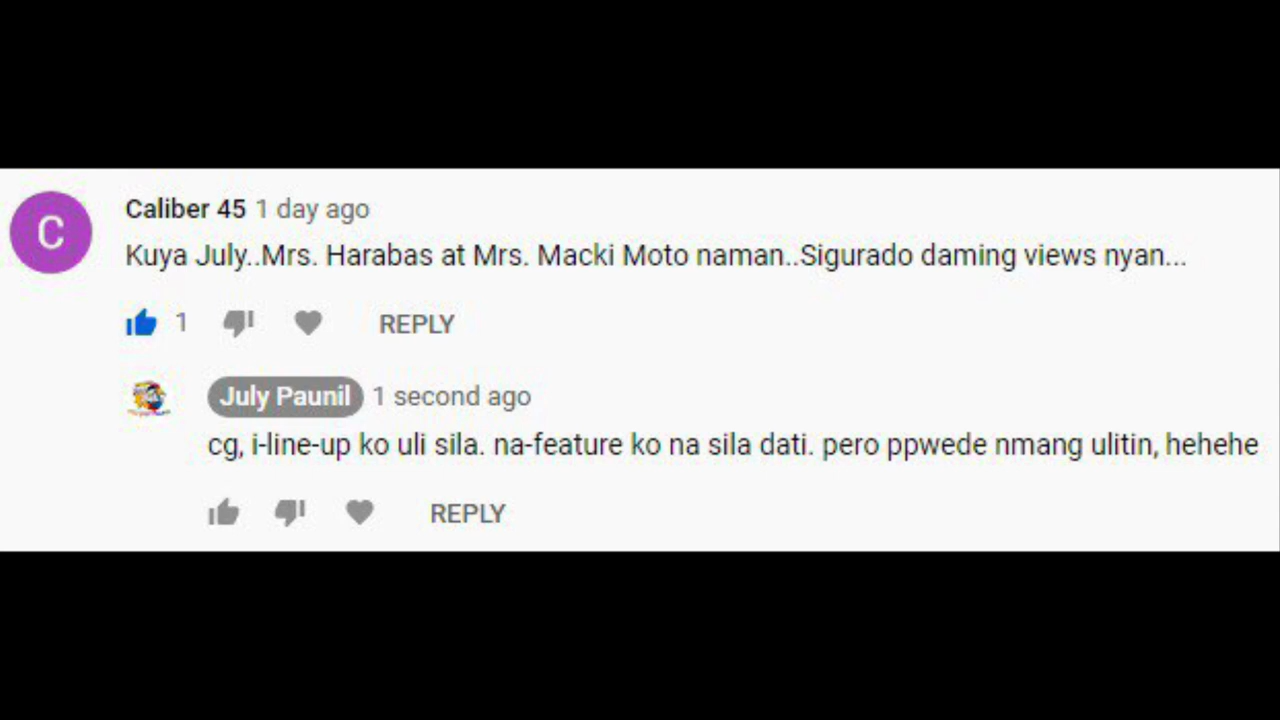 C
Caliber 45 1 day ago
Kuya July..Mrs. Harabas at Mrs. Macki Moto naman..Sigurado daming views nyan...
1 REPLY
July Paunil 1 second ago
cg, i-line-up ko uli sila. na-feature ko na sila dati. pero ppwede nmang ulitin, hehehe
REPLY